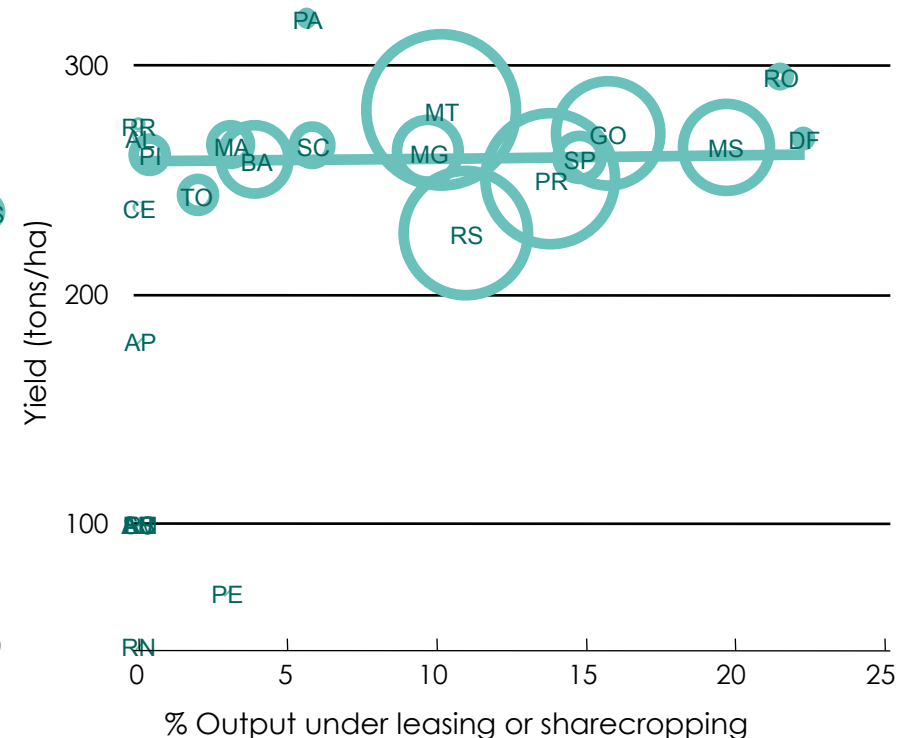 PA
300
RO
MT
RR
AL
GO
DF
PI
MA
BA
SC
MG
SP
MS
PR
TO
CE
RS
Yield (tons/ha)
200
AP
100
PE
RN
0 5 10 15 20 25
% Output under leasing or sharecropping